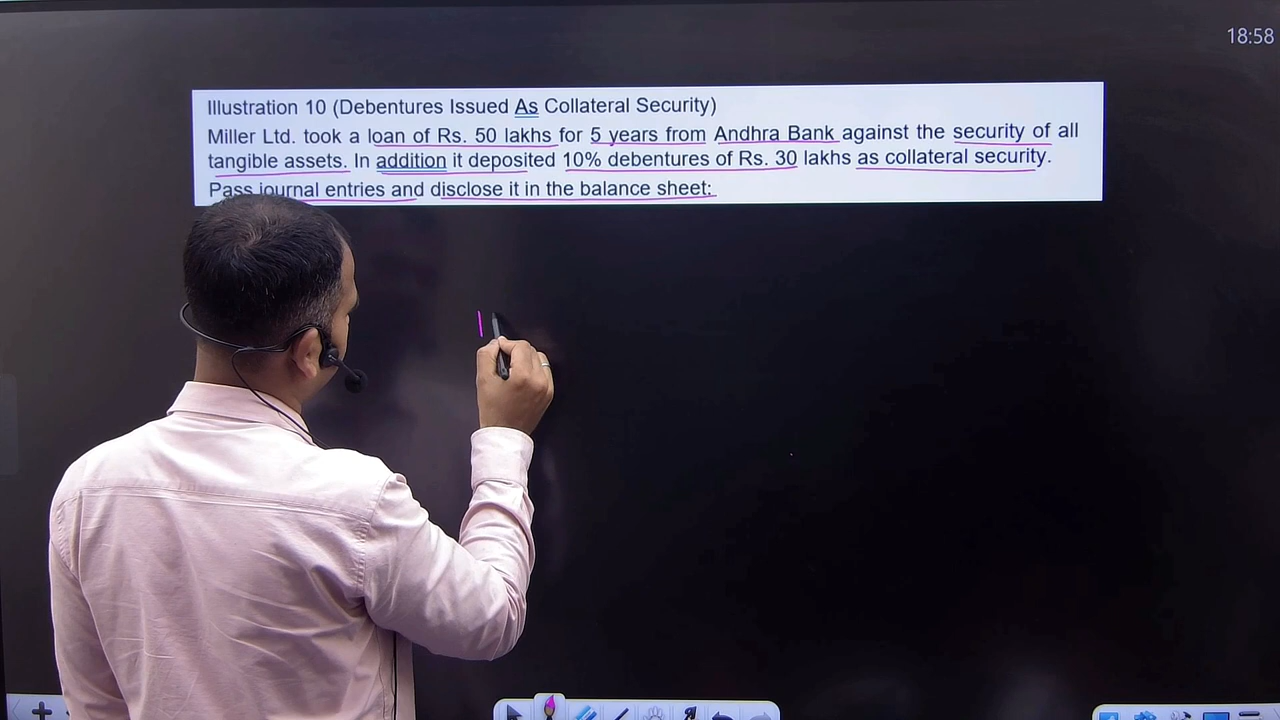 18:58
Illustration 10 (Debentures Issued As Collateral Security)
Miller Ltd. took a loan of Rs. 50 lakhs for 5 years from Andhra Bank against the security of all
tangible assets. In addition it deposited 10% debentures of Rs. 30 lakhs as collateral security.
Pass journal entries and disclose it in the balance sheet: